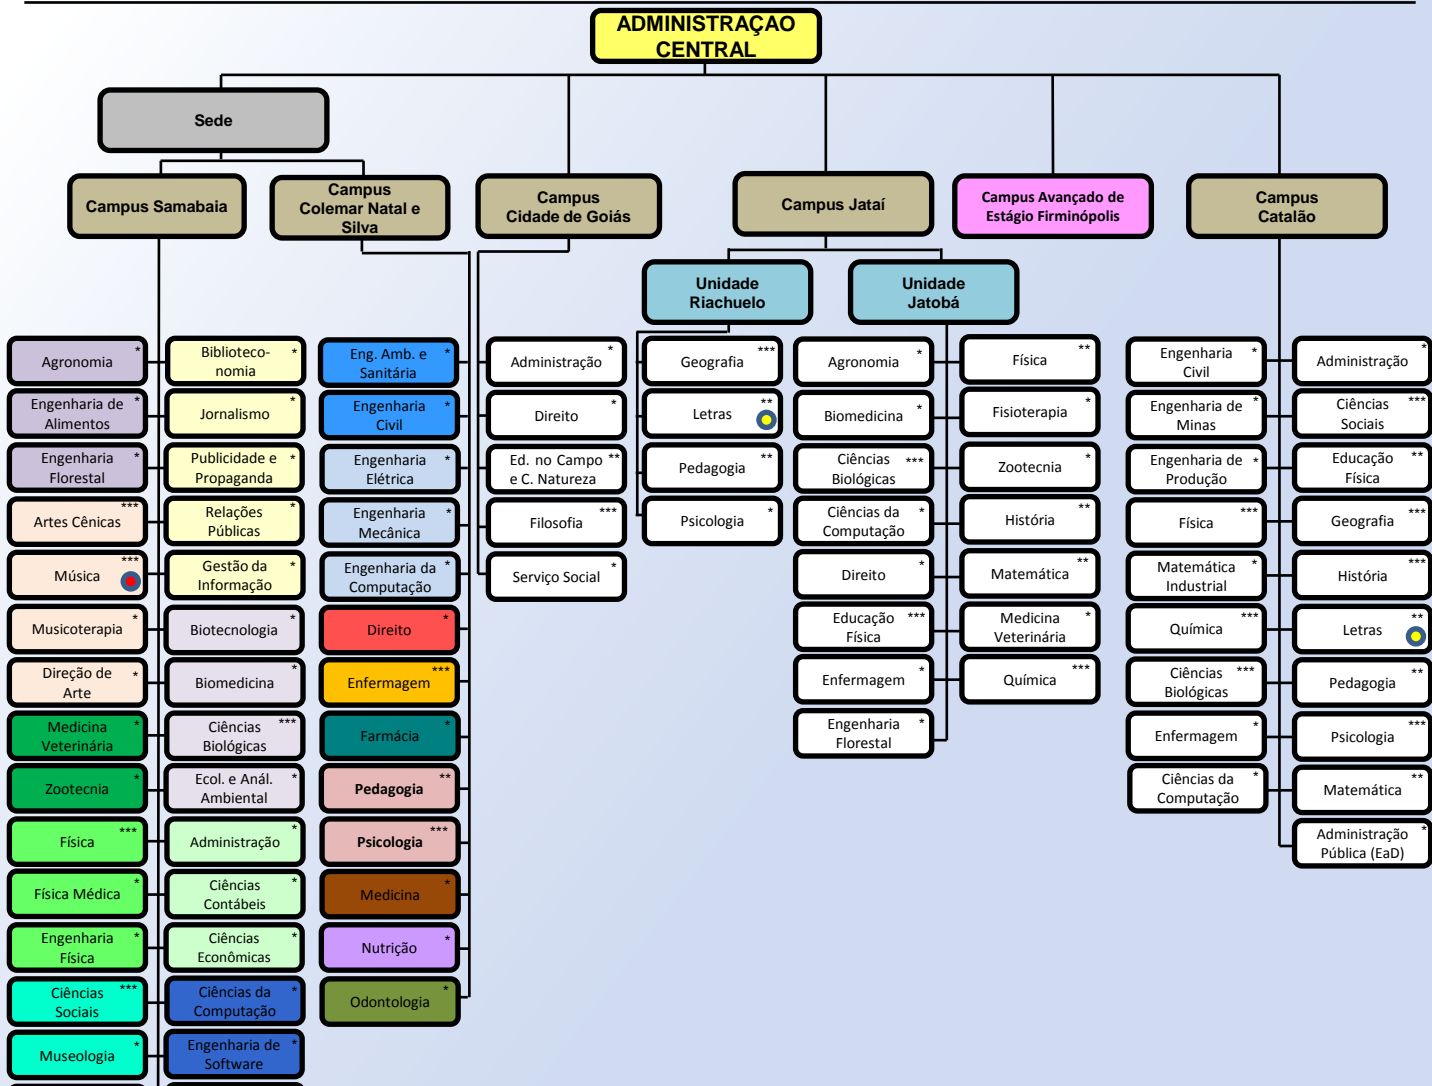 ADMINISTRAÇAO
CENTRAL
Sede
Campus Samabaia
Campus
Colemar Natal e
Silva
Campus
Cidade de Goiás
Campus Jataí
Campus Avançado de
Estágio Firminópolis
Campus
Catalão
Unidade
Riachuelo
Unidade
Jatobá
Agronomia *
Engenharia de *
Alimentos
Engenharia *
Florestal
Artes Cênicas ***
Música ***
Musicoterapia *
Direção de *
Arte
Medicina *
Veterinária
Zootecnia *
Física ***
Física Médica *
Engenharia *
Física
Ciências ***
Sociais
Museologia *
Biblioteco- *
nomia
Jornalismo *
Publicidade e *
Propaganda
Relações *
Públicas
Gestão da *
Informação
Biotecnologia *
Biomedicina *
Ciências ***
Biológicas
Ecol. e Anál. *
Ambiental
Administração *
Ciências *
Contábeis
Ciências *
Econômicas
Ciências da *
Computação
Engenharia de *
Software
Eng. Amb. e *
Sanitária
Engenharia *
Civil
Engenharia *
Elétrica
Engenharia *
Mecânica
Engenharia da *
Computação
Direito *
Enfermagem ***
Farmácia *
Pedagogia **
Psicologia ***
Medicina *
Nutrição *
Odontologia *
Administração *
Direito *
Ed. no Campo **
e C. Natureza
Filosofia ***
Serviço Social *
Geografia ***
Letras **
Pedagogia **
Psicologia *
Agronomia *
Biomedicina *
Ciências ***
Biológicas
Ciências da *
Computação
Direito *
Educação ***
Física
Enfermagem *
Engenharia *
Florestal
Física **
Fisioterapia *
Zootecnia *
História **
Matemática **
Medicina *
Veterinária
Química ***
Engenharia *
Civil
Engenharia de *
Minas
Engenharia de *
Produção
Física ***
Matemática *
Industrial
Química ***
Ciências ***
Biológicas
Enfermagem *
Ciências da *
Computação
Administração *
Ciências ***
Sociais
Educação **
Física
Geografia ***
História ***
Letras **
Pedagogia **
Psicologia ***
Matemática **
Administração *
Pública (EaD)